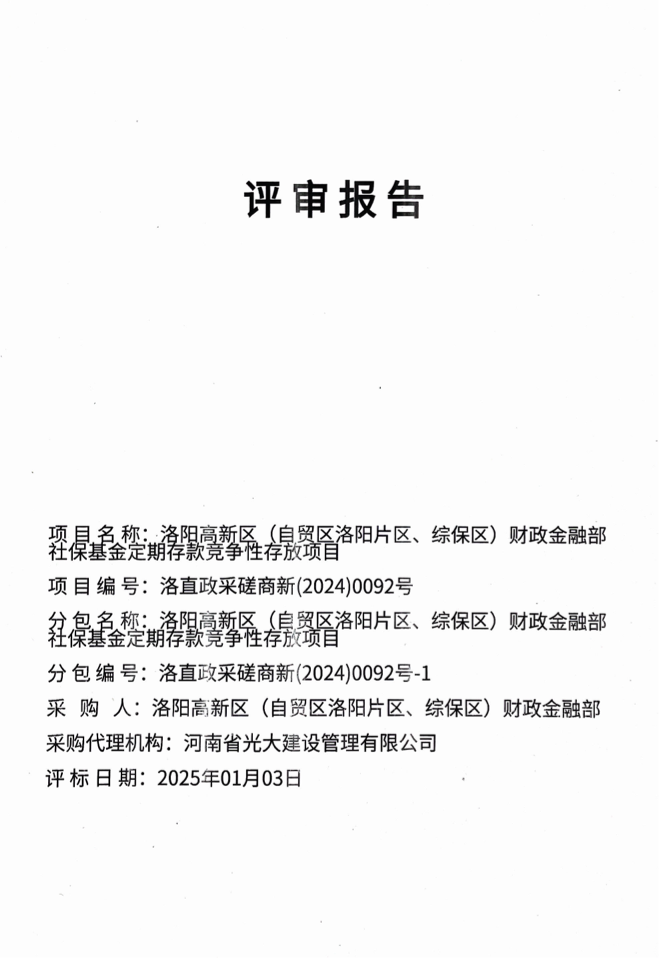 评审报告
项目名称：洛阳高新区（自贸区洛阳片区、综保区）财政金融部
社保基金定期存款竞争性存放项目
项目编号：洛直政采磋商新(2024)0092号
分包名称：洛阳高新区（自贸区洛阳片区、综保区）财政金融部
社保基金定期存款竞争性存放项目
分包编号：洛直政采磋商新(2024)0092号-1
采购人：洛阳高新区（自贸区洛阳片区、综保区）财政金融部
采购代理机构：河南省光大建设管理有限公司
评标日期：2025年01月03日